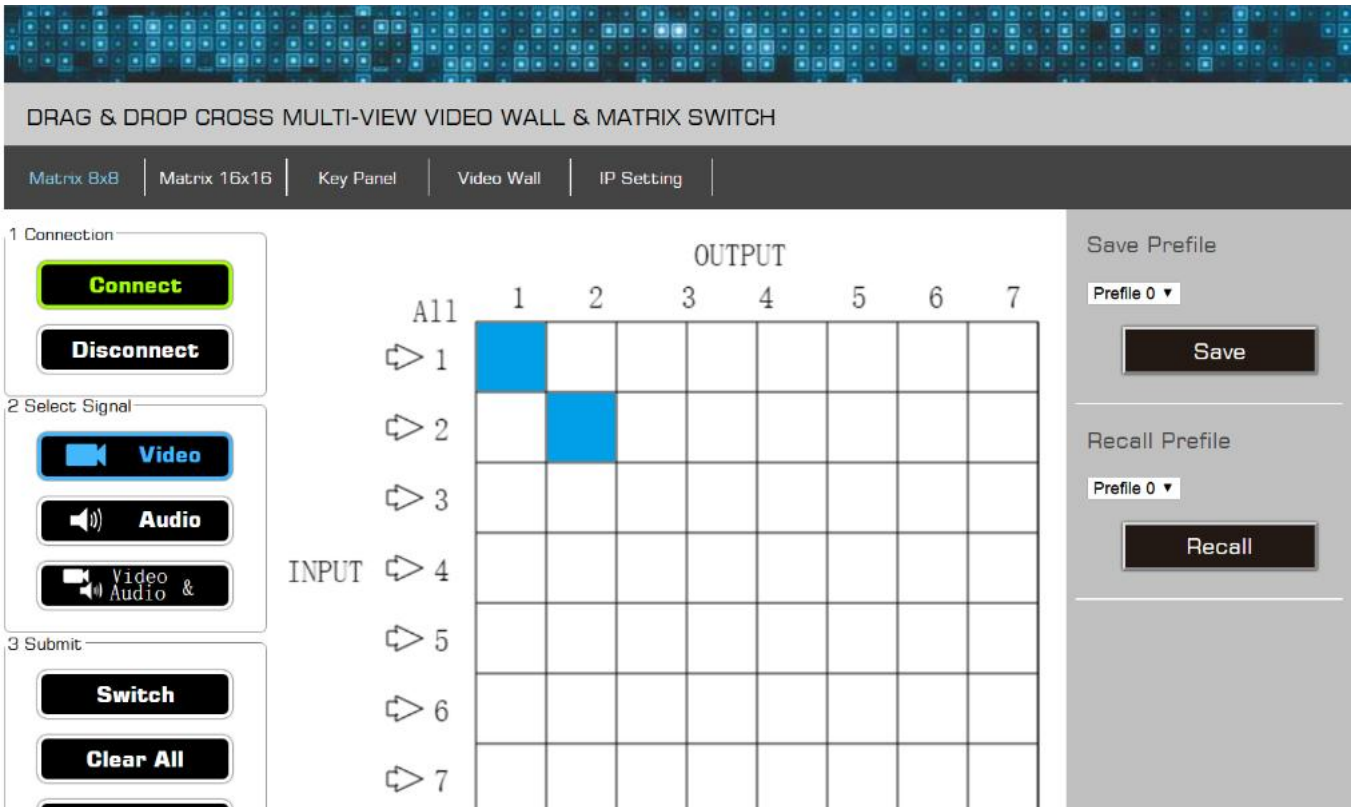 DRAG & DROP CROSS MULTI-VIEW VIDEO WALL & MATRIX SWITCH
Matrix 8x8 Matrix 16x16 Key Panel Video Wall IP Setting
1 Connection
Connect
Disconnect
2 Select Signal
Video
Audio
Video
Audio &
3 Submit
Switch
Clear All
OUTPUT
All 1 2 3 4 5 6 7
1
2
3
INPUT 4
5
6
7
Save Prefile
Prefile 0
Save
Recall Prefile
Prefile 0
Recall